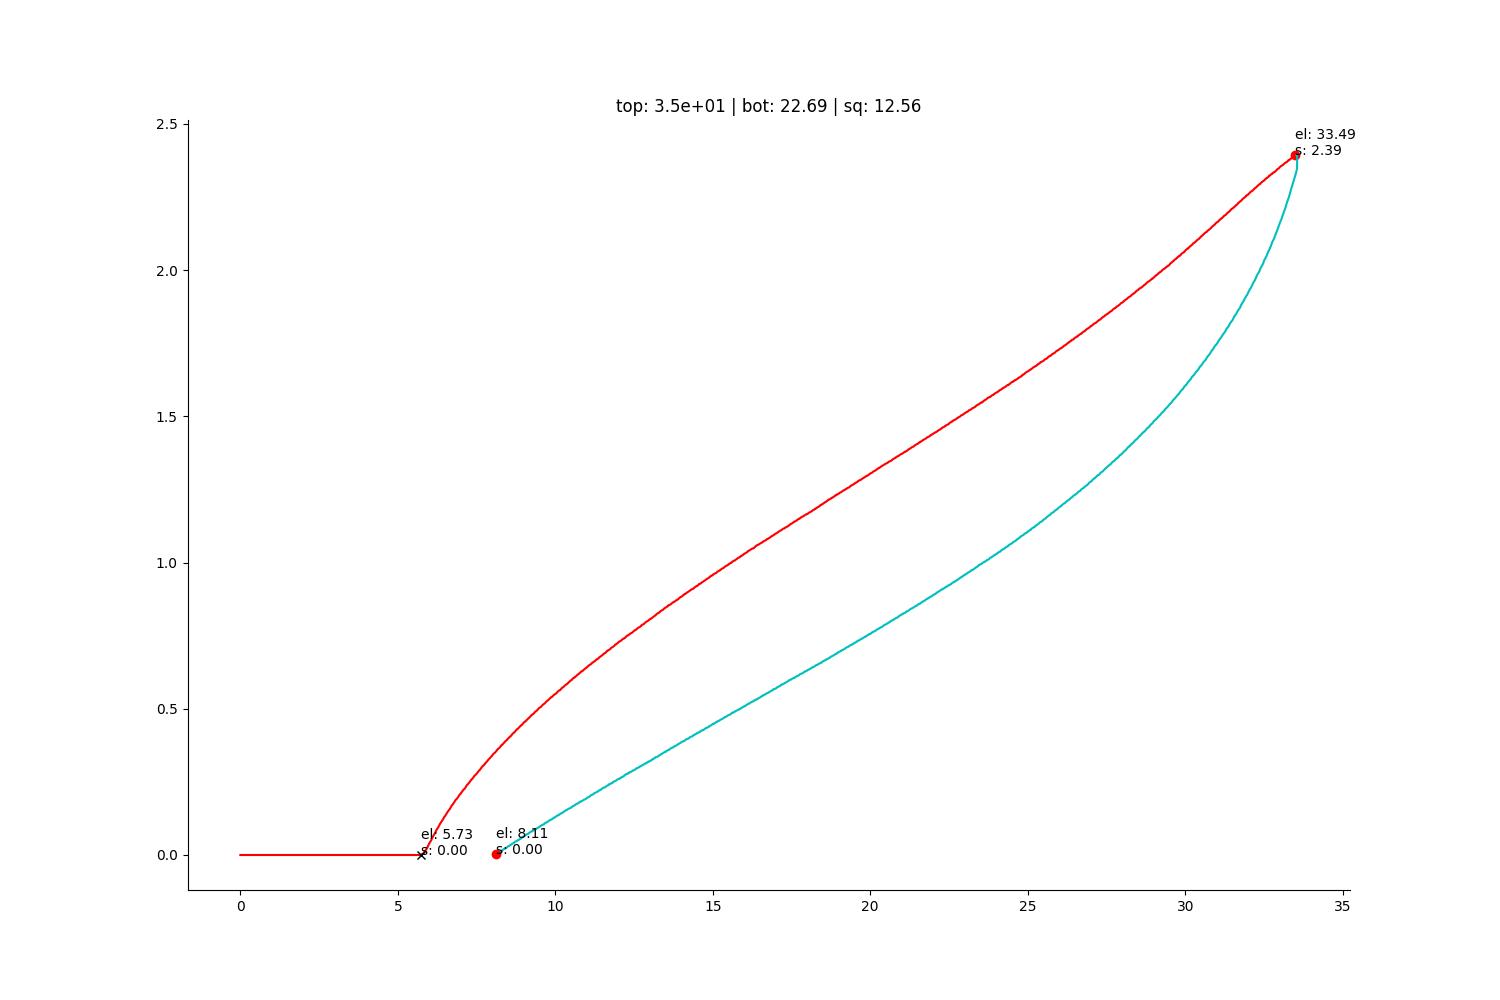 top: 3.5e+01 | bot: 22.69 | sq: 12.56
2.5
el: 33.49
s: 2.39
2.0
1.5
1.0
0.5
el: 5.73
s: 0.00
el: 8.11
s: 0.00
0.0
0 5 10 15 20 25 30 35